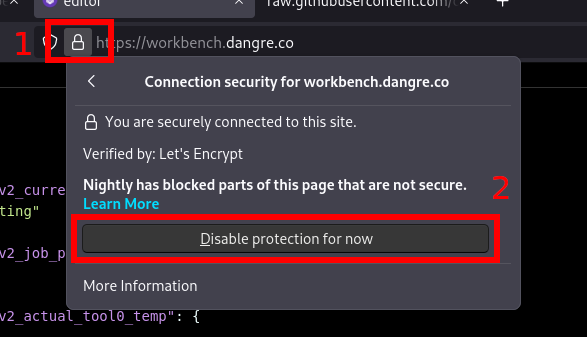 editor
raw.githubusercontent.com/
1
https://workbench.dangre.co
Connection security for workbench.dangre.co
You are securely connected to this site.
Verified by: Let's Encrypt
Nightly has blocked parts of this page that are not secure.
2
Learn More
Disable protection for now
More Information
v2_curre
ting"
v2_job_p
v2_actual_tool0_temp": {